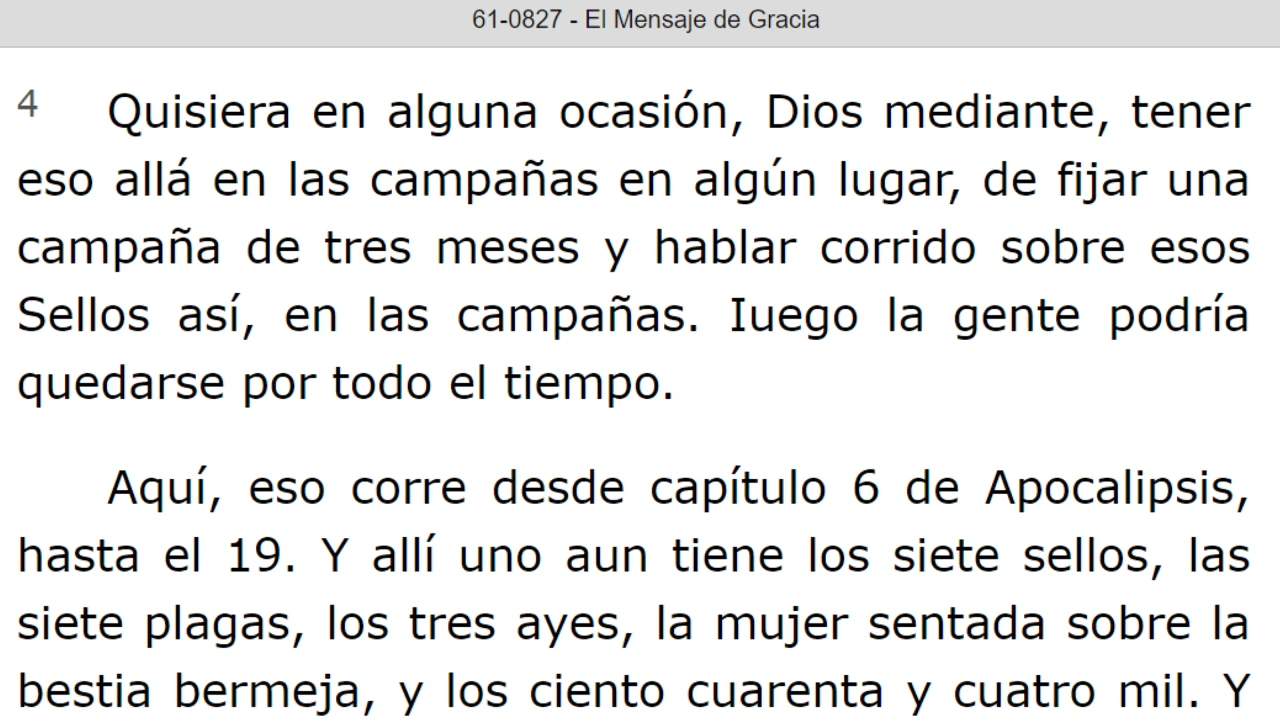 61-0827 - El Mensaje de Gracia
4 Quisiera en alguna ocasión, Dios mediante, tener
eso allá en las campañas en algún lugar, de fijar una
campaña de tres meses y hablar corrido sobre esos
Sellos así, en las campañas. Iuego la gente podría
quedarse por todo el tiempo.
Aquí, eso corre desde capítulo 6 de Apocalipsis,
hasta el 19. Y allí uno aun tiene los siete sellos, las
siete plagas, los tres ayes, la mujer sentada sobre la
bestia bermeja, y los ciento cuarenta y cuatro mil. Y